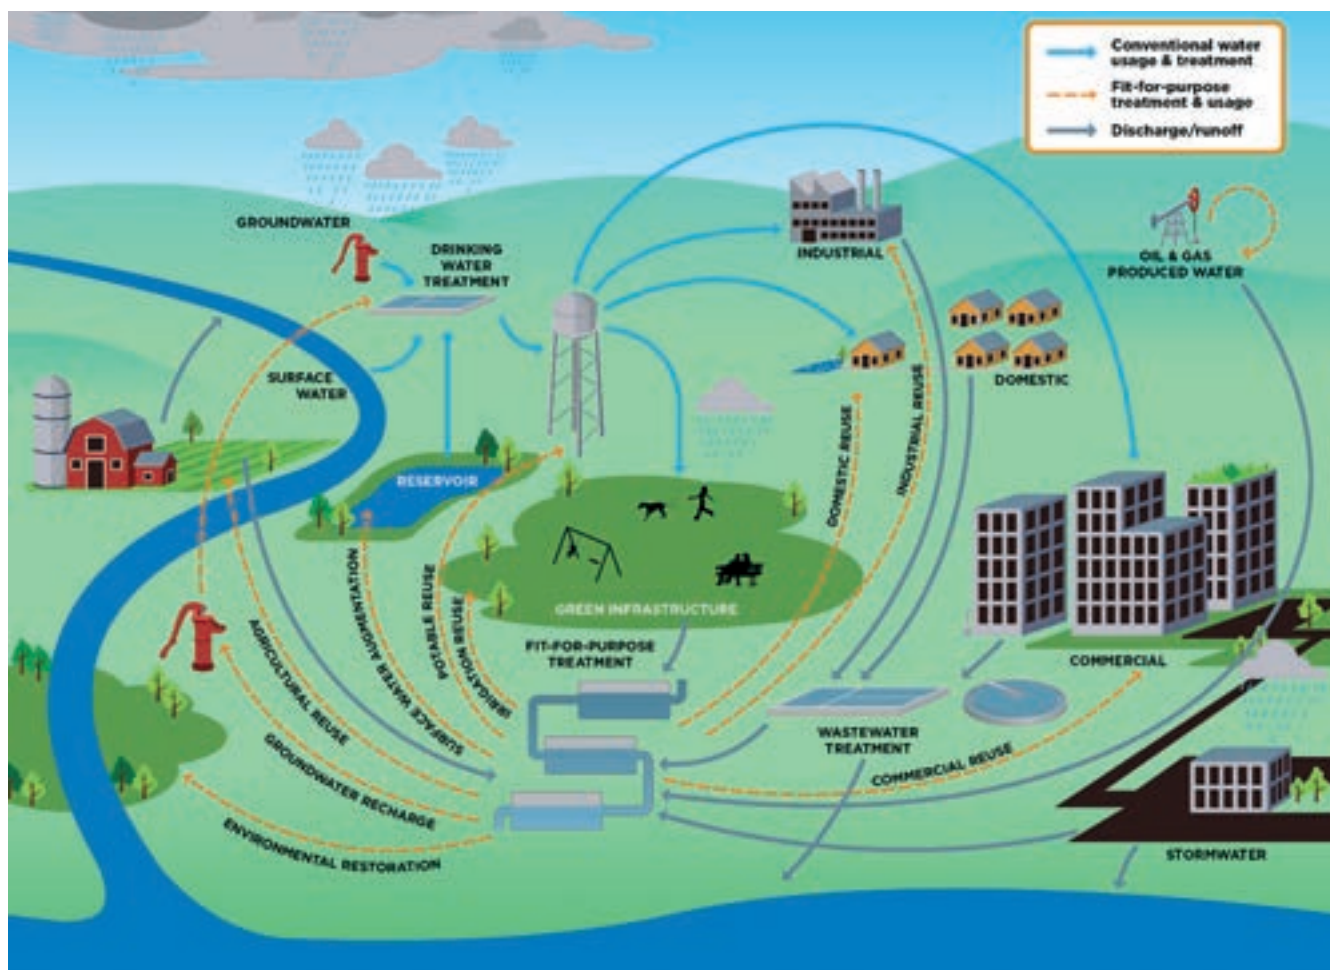 Conventional water
usage & treatment
Fit-for-purpose
treatment & usage
Discharge/runoff
GROUNDWATER
DRINKING
WATER
TREATMENT
INDUSTRIAL
OIL & GAS
PRODUCED WATER
SURFACE
WATER
DOMESTIC
RESERVOIR
DOMESTIC REUSE
INDUSTRIAL REUSE
GREEN INFRASTRUCTURE
AGRICULTURAL REUSE
SURFACE WATER AUGMENTATION
POTABLE REUSE
IRRIGATION REUSE
FIT-FOR-PURPOSE
TREATMENT
COMMERCIAL
GROUNDWATER RECHARGE
WASTEWATER
TREATMENT
COMMERCIAL REUSE
ENVIRONMENTAL RESTORATION
STORMWATER